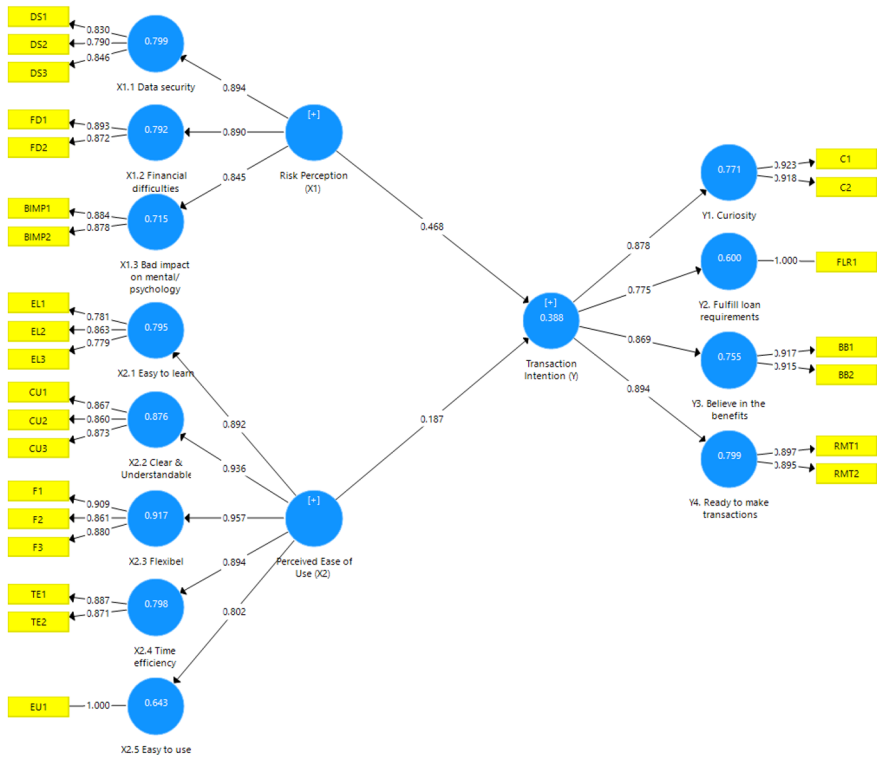 DS1
0.830
DS2
0.790
DS3
0.846
0.799
X1.1 Data security
0.894
FD1
0.893
FD2
0.872
0.792
X1.2 Financial
difficulties
0.890
[+]
Risk Perception
(X1)
BIMP1
0.884
BIMP2
0.878
0.715
X1.3 Bad impact
on mental/
psychology
0.845
0.468
EL1
0.781
EL2
0.863
EL3
0.779
0.795
X2.1 Easy to learn
0.892
CU1
0.867
CU2
0.860
CU3
0.873
0.876
X2.2 Clear &
Understandable
0.936
F1
0.909
F2
0.861
F3
0.880
0.917
X2.3 Flexibel
0.957
[+]
Perceived Ease of
Use (X2)
TE1
0.887
TE2
0.871
0.798
X2.4 Time
efficiency
0.894
EU1
1.000
0.643
X2.5 Easy to use
0.802
0.187
[+]
0.388
Transaction
Intention (Y)
0.878
0.771
Y1. Curiosity
0.923
C1
0.918
C2
0.775
0.600
Y2. Fulfill loan
requirements
1.000
FLR1
0.869
0.755
Y3. Believe in the
benefits
0.917
BB1
0.915
BB2
0.894
0.799
Y4. Ready to make
transactions
0.897
RMT1
0.895
RMT2